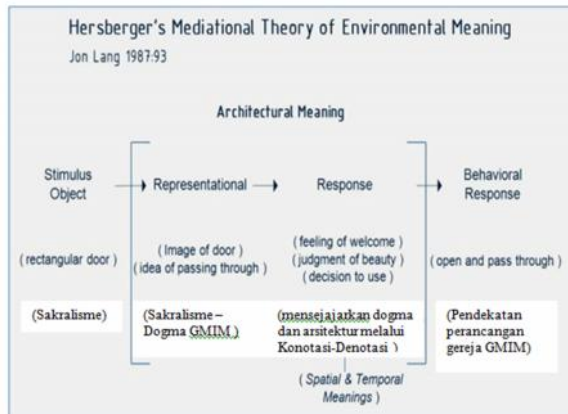 Hersberger's Mediational Theory of Environmental Meaning
Jon Lang 1987:93
Architectural Meaning
Stimulus
Object
Representational
Response
Behavioral
Response
(rectangular door)
(Image of door)
(idea of passing through)
(feeling of welcome)
(judgment of beauty)
(decision to use)
(open and pass through)
(Sakralisme)
(Sakralisme –
Dogma GMIM )
(mensejajarkan dogma
dan arsitektur melalui
Konotasi-Denotasi )
(Pendekatan
perancangan
gereja GMIM)
(Spatial & Temporal
Meanings)